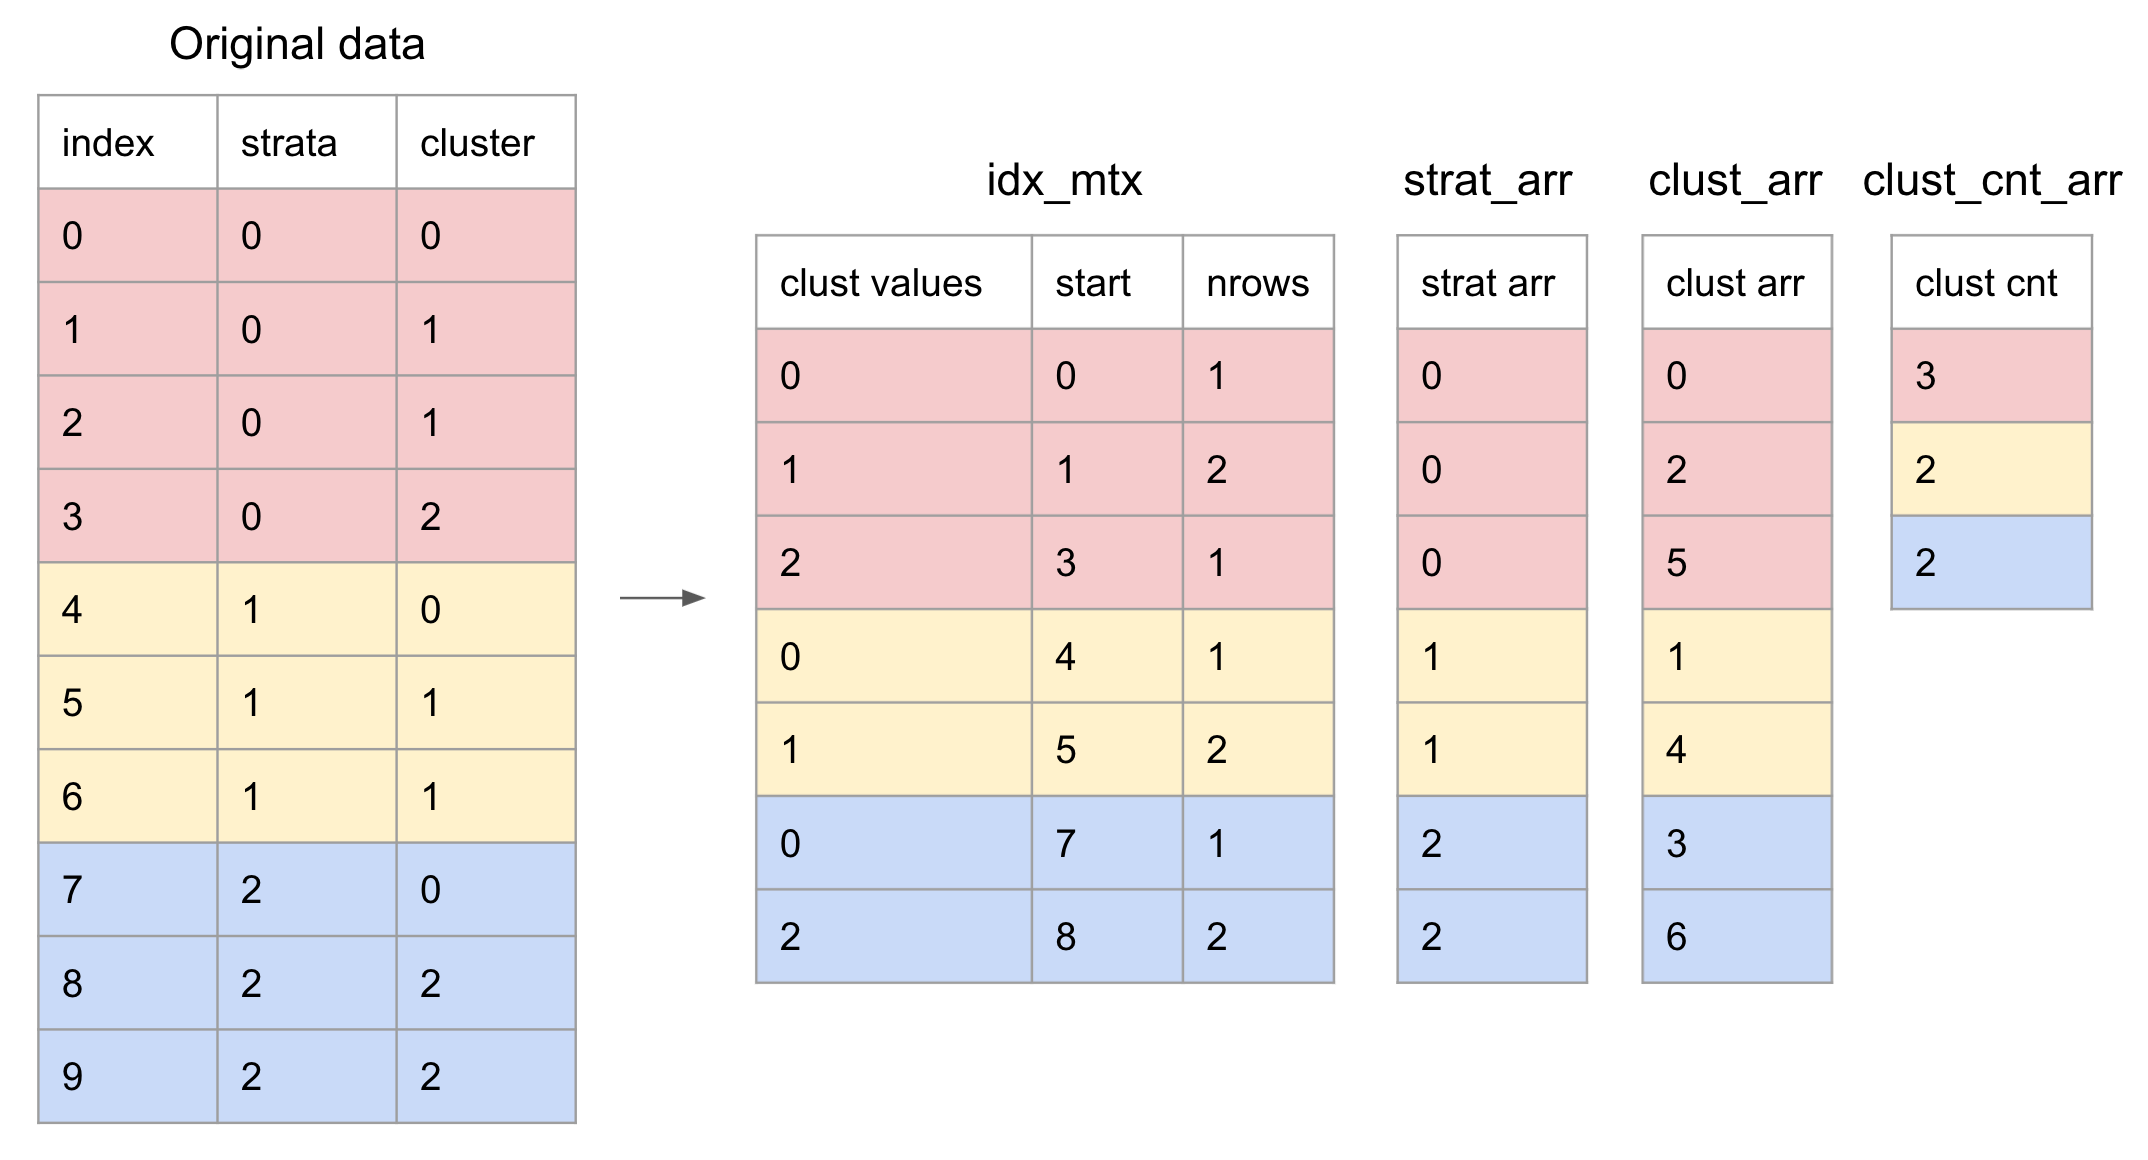 Original data
index strata cluster
0 0 0
1 0 1
2 0 1
3 0 2
4 1 0
5 1 1
6 1 1
7 2 0
8 2 2
9 2 2
idx_mtx
clust values start nrows
0 0 1
1 1 2
2 3 1
0 4 1
1 5 2
0 7 1
2 8 2
strat_arr
strat arr
0
0
0
1
1
2
2
clust_arr
clust arr
0
2
5
1
4
3
6
clust_cnt_arr
clust cnt
3
2
2